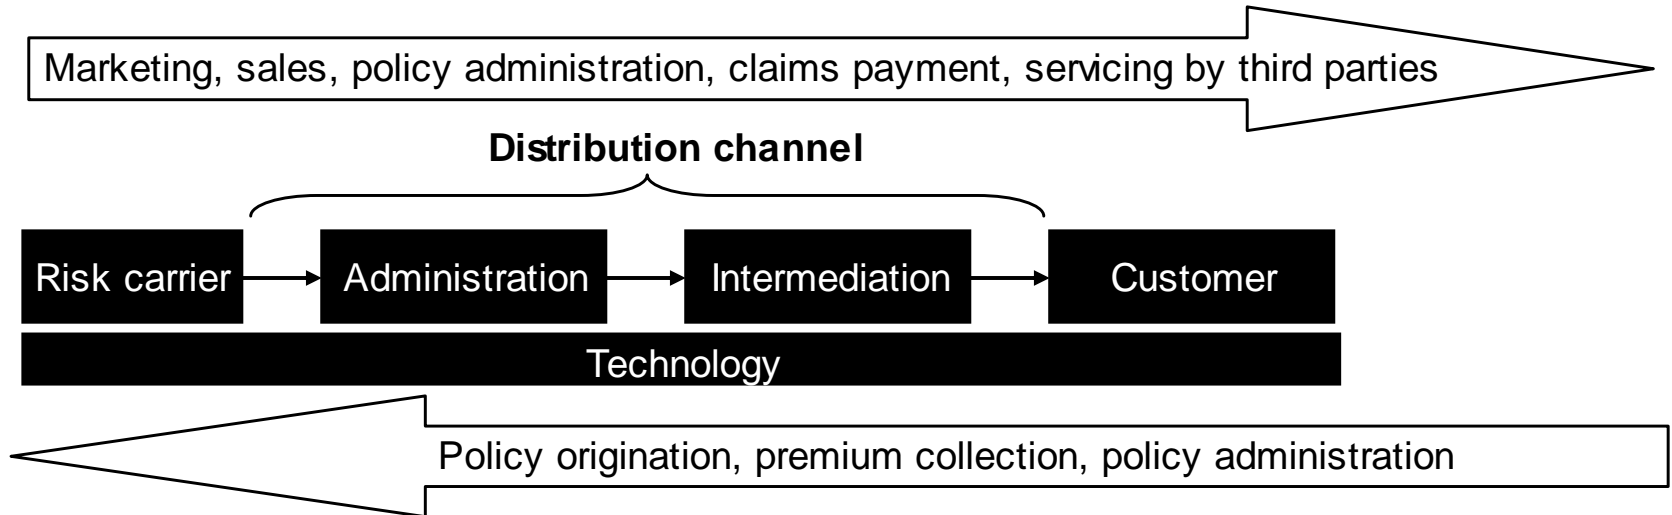 Marketing, sales, policy administration, claims payment, servicing by third parties
Distribution channel
Risk carrier
Administration
Intermediation
Customer
Technology
Policy origination, premium collection, policy administration